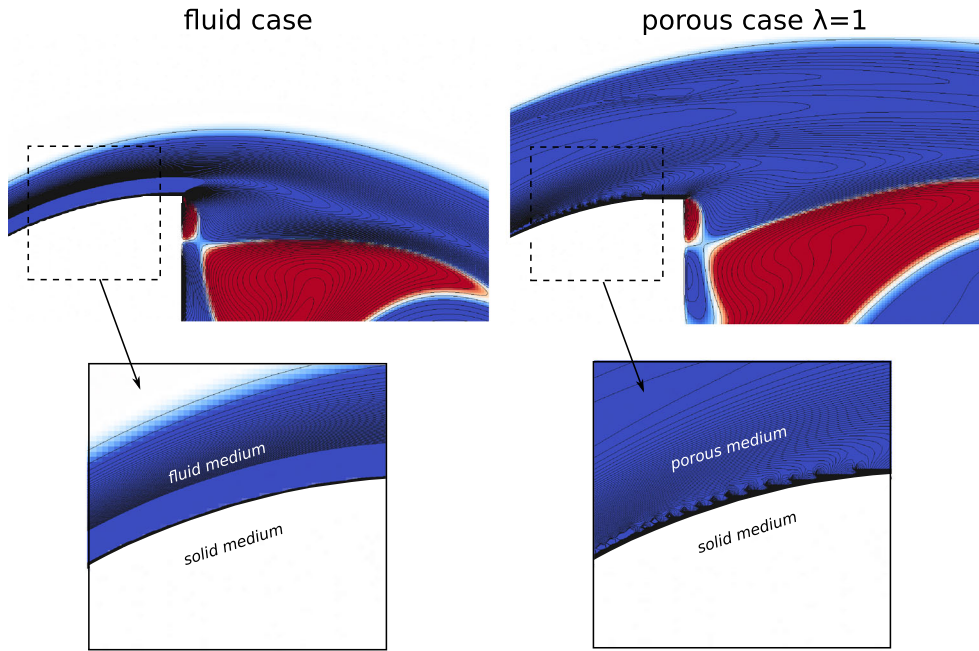 fluid case
porous case λ=1
fluid medium
solid medium
porous medium
solid medium